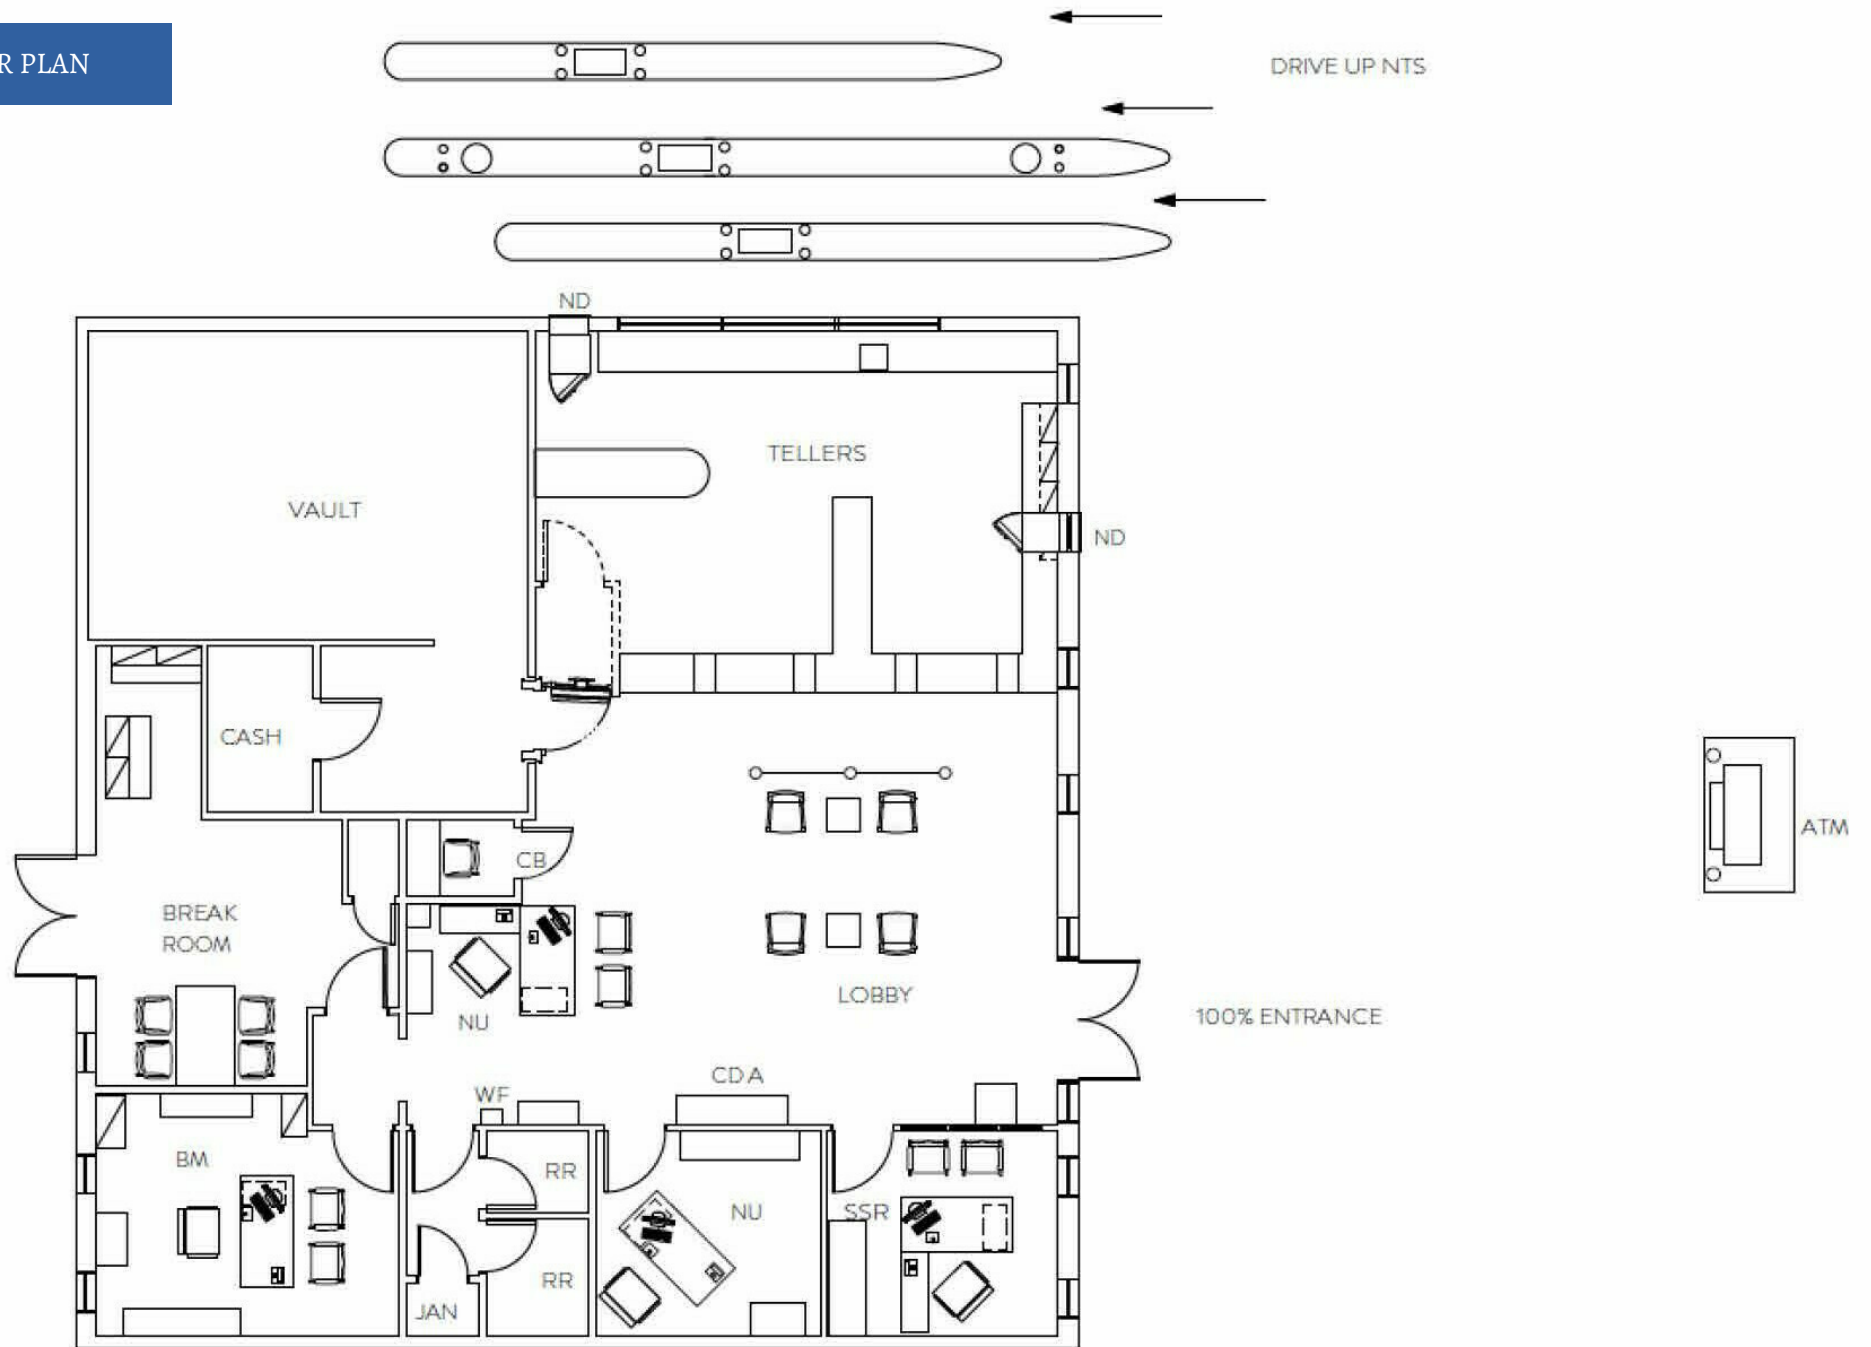 R PLAN
DRIVE UP NTS
ND
TELLERS
VAULT
ND
CASH
ATM
CB
BREAK
ROOM
LOBBY
NU
100% ENTRANCE
CDA
WF
BM
RR
NU
SSR
RR
JAN